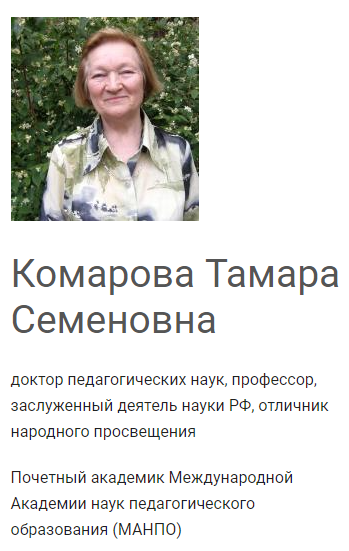 Комарова Тамара
Семеновна
доктор педагогических наук, профессор,
заслуженный деятель науки РФ, отличник
народного просвещения
Почетный академик Международной
Академии наук педагогического
образования (МАНПО)